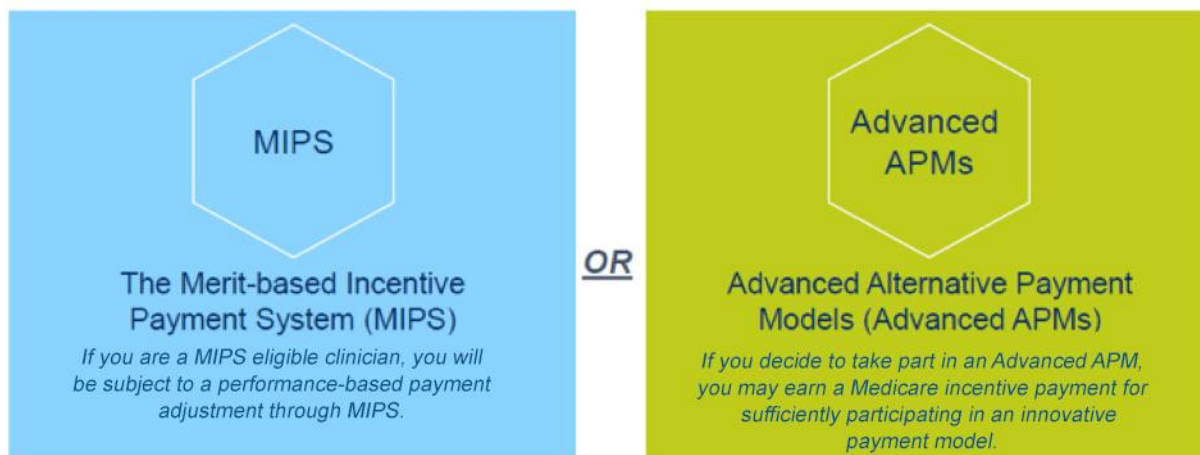 MIPS
The Merit-based Incentive
Payment System (MIPS)
If you are a MIPS eligible clinician, you will
be subject to a performance-based payment
adjustment through MIPS.
OR
Advanced
APMs
Advanced Alternative Payment
Models (Advanced APMs)
If you decide to take part in an Advanced APM,
you may earn a Medicare incentive payment for
sufficiently participating in an innovative
payment model.